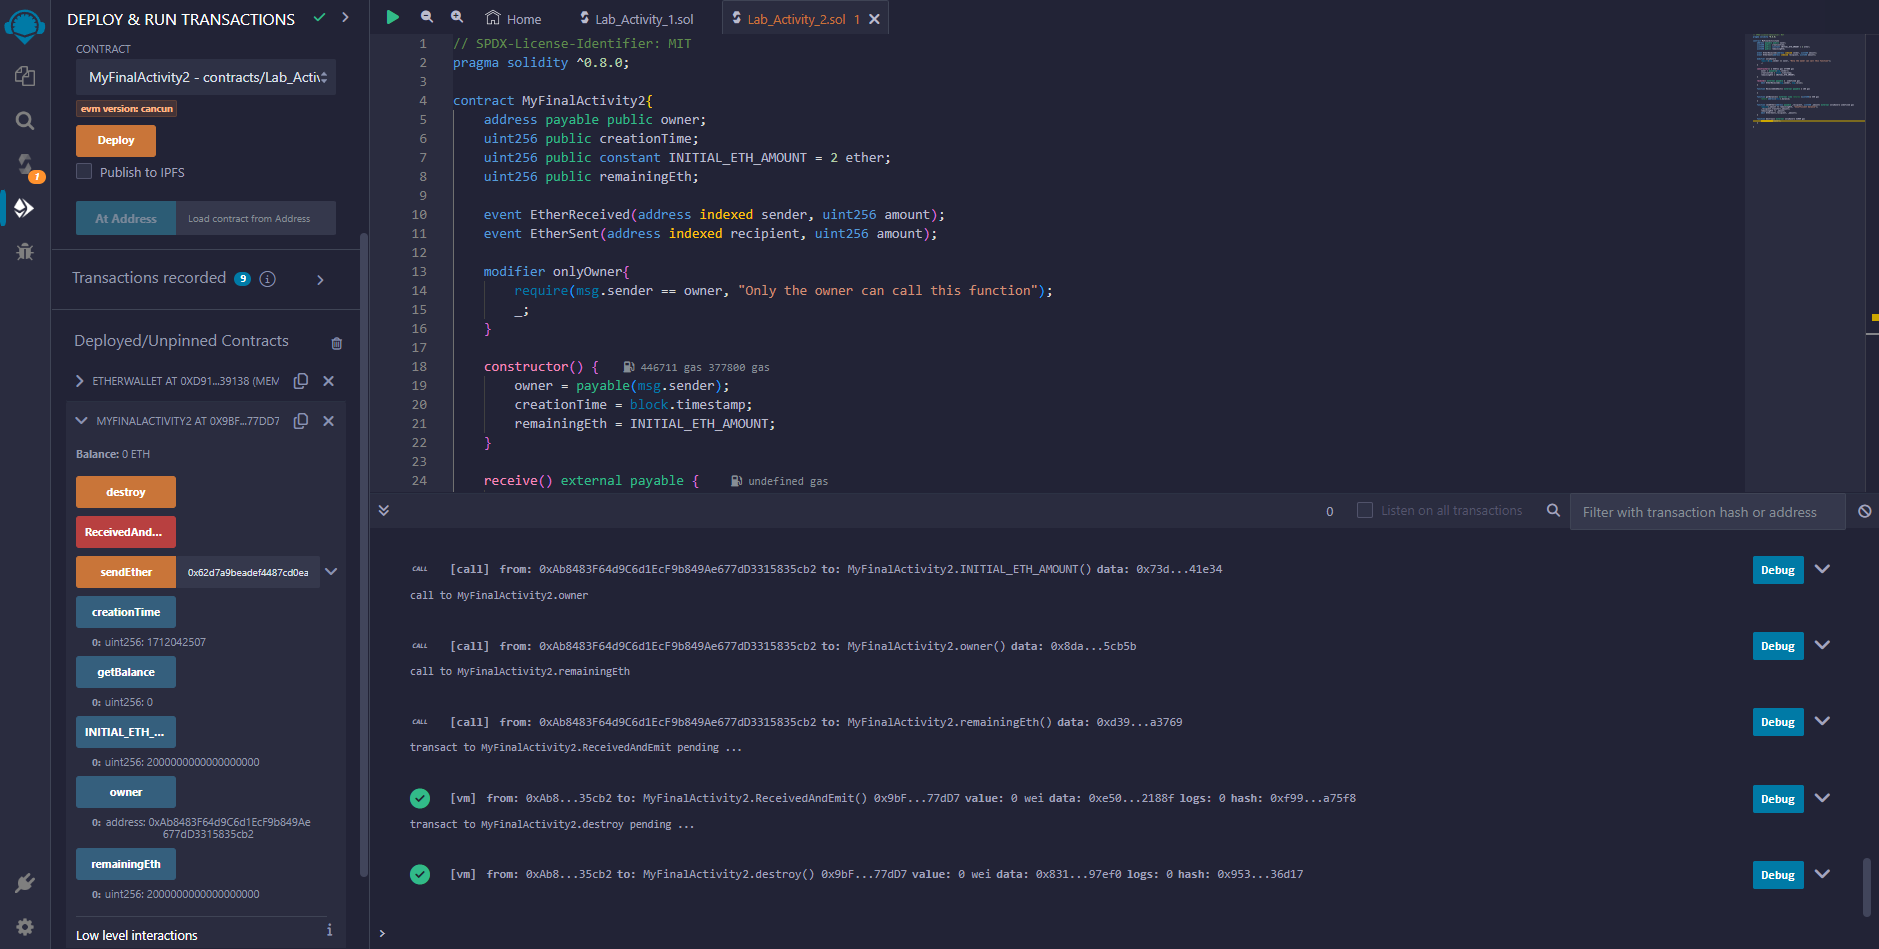 DEPLOY & RUN TRANSACTIONS
CONTRACT
MyFinalActivity2 - contracts/Lab_Activ
evm version: cancun
Deploy
Publish to IPFS
At Address
Load contract from Address
Transactions recorded 9 i
Deployed/Unpinned Contracts
ETHERWALLET AT 0XD91...39138 (MEM
MYFINALACTIVITY2 AT 0X9BF...77DD7
Balance: 0 ETH
destroy
ReceivedAnd...
sendEther 0x62d7a9beadef4487cd0ea
creationTime
0: uint256: 1712042507
getBalance
0: uint256: 0
INITIAL_ETH_...
0: uint256: 2000000000000000000
owner
0: address: 0xAb8483F64d9C6d1EcF9b849Ae
677dD3315835cb2
remainingEth
0: uint256: 2000000000000000000
Low level interactions i
1
Home
Lab_Activity_1.sol
Lab_Activity_2.sol 1
1 // SPDX-License-Identifier: MIT
2 pragma solidity ^0.8.0;
3
4 contract MyFinalActivity2{
5 address payable public owner;
6 uint256 public creationTime;
7 uint256 public constant INITIAL_ETH_AMOUNT = 2 ether;
8 uint256 public remainingEth;
9
10 event EtherReceived(address indexed sender, uint256 amount);
11 event EtherSent(address indexed recipient, uint256 amount);
12
13 modifier onlyOwner{
14 require(msg.sender == owner, "Only the owner can call this function");
15 _;
16 }
17
18 constructor() { 446711 gas 377800 gas
19 owner = payable(msg.sender);
20 creationTime = block.timestamp;
21 remainingEth = INITIAL_ETH_AMOUNT;
22 }
23
24 receive() external payable { undefined gas
0 Listen on all transactions Filter with transaction hash or address
CALL [call] from: 0xAb8483F64d9C6d1EcF9b849Ae677dD3315835cb2 to: MyFinalActivity2.INITIAL_ETH_AMOUNT() data: 0x73d...41e34 Debug
call to MyFinalActivity2.owner
CALL [call] from: 0xAb8483F64d9C6d1EcF9b849Ae677dD3315835cb2 to: MyFinalActivity2.owner() data: 0x8da...5cb5b Debug
call to MyFinalActivity2.remainingEth
CALL [call] from: 0xAb8483F64d9C6d1EcF9b849Ae677dD3315835cb2 to: MyFinalActivity2.remainingEth() data: 0xd39...a3769 Debug
transact to MyFinalActivity2.ReceivedAndEmit pending ...
[vm] from: 0xAb8...35cb2 to: MyFinalActivity2.ReceivedAndEmit() 0x9bF...77dD7 value: 0 wei data: 0xe50...2188f logs: 0 hash: 0xf99...a75f8 Debug
transact to MyFinalActivity2.destroy pending ...
[vm] from: 0xAb8...35cb2 to: MyFinalActivity2.destroy() 0x9bF...77dD7 value: 0 wei data: 0x831...97ef0 logs: 0 hash: 0x953...36d17 Debug
>